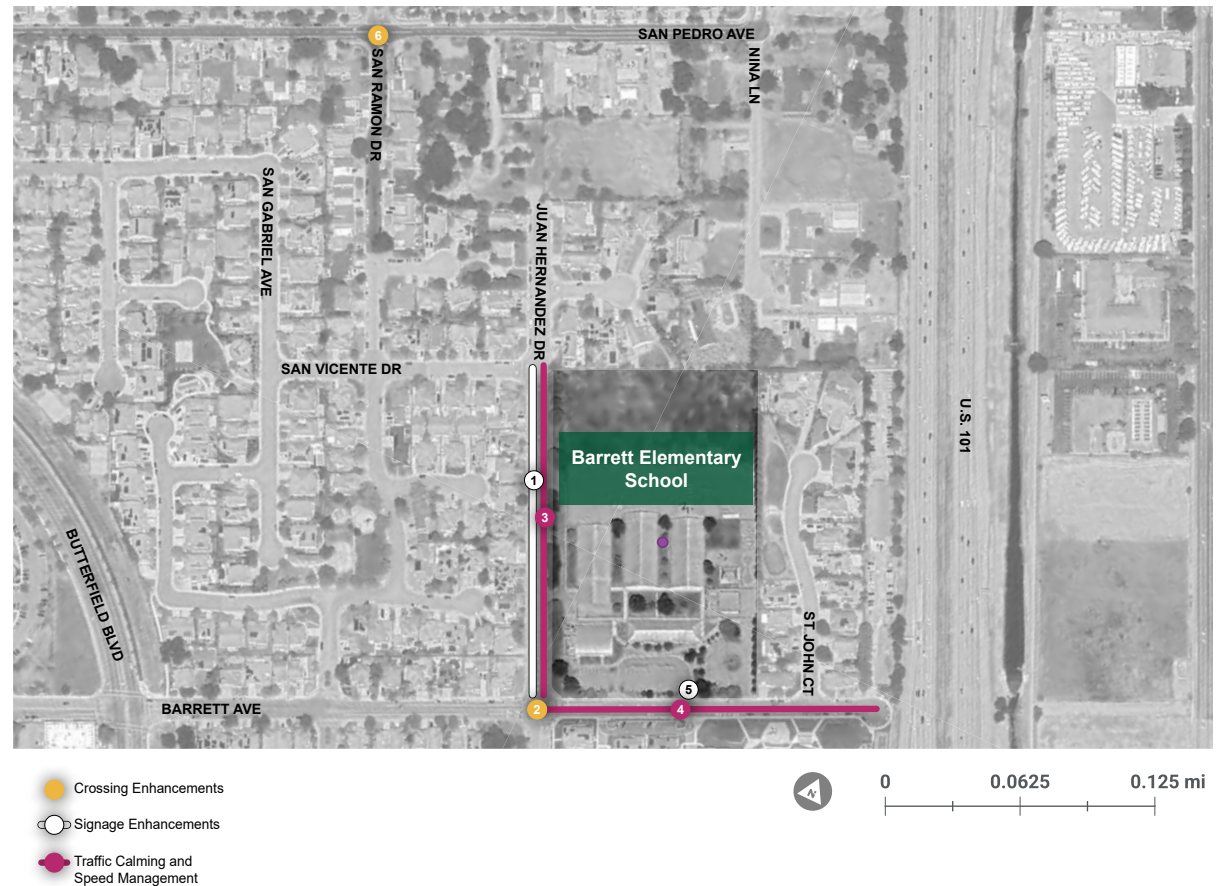 6
SAN PEDRO AVE
SAN RAMON DR
NINA LN
SAN GABRIEL AVE
JUAN HERNANDEZ DR
SAN VICENTE DR
U.S. 101
Barrett Elementary
School
1
3
BUTTERFIELD BLVD
ST JOHN CT
5
BARRETT AVE
2
4
Crossing Enhancements
Signage Enhancements
Traffic Calming and
Speed Management
N
0 0.0625 0.125 mi